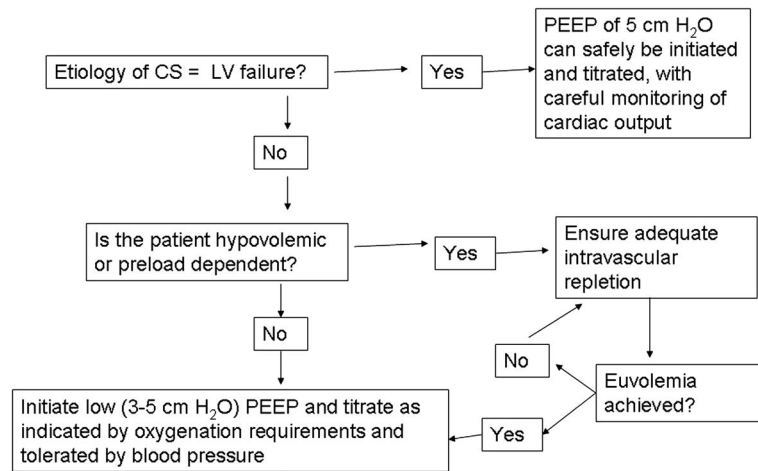 Etiology of CS = LV failure?
Yes
PEEP of 5 cm H₂O
can safely be initiated
and titrated, with
careful monitoring of
cardiac output
No
Is the patient hypovolemic
or preload dependent?
Yes
Ensure adequate
intravascular
repletion
No
No
Euvolemia
achieved?
Yes
Initiate low (3-5 cm H₂O) PEEP and titrate as
indicated by oxygenation requirements and
tolerated by blood pressure